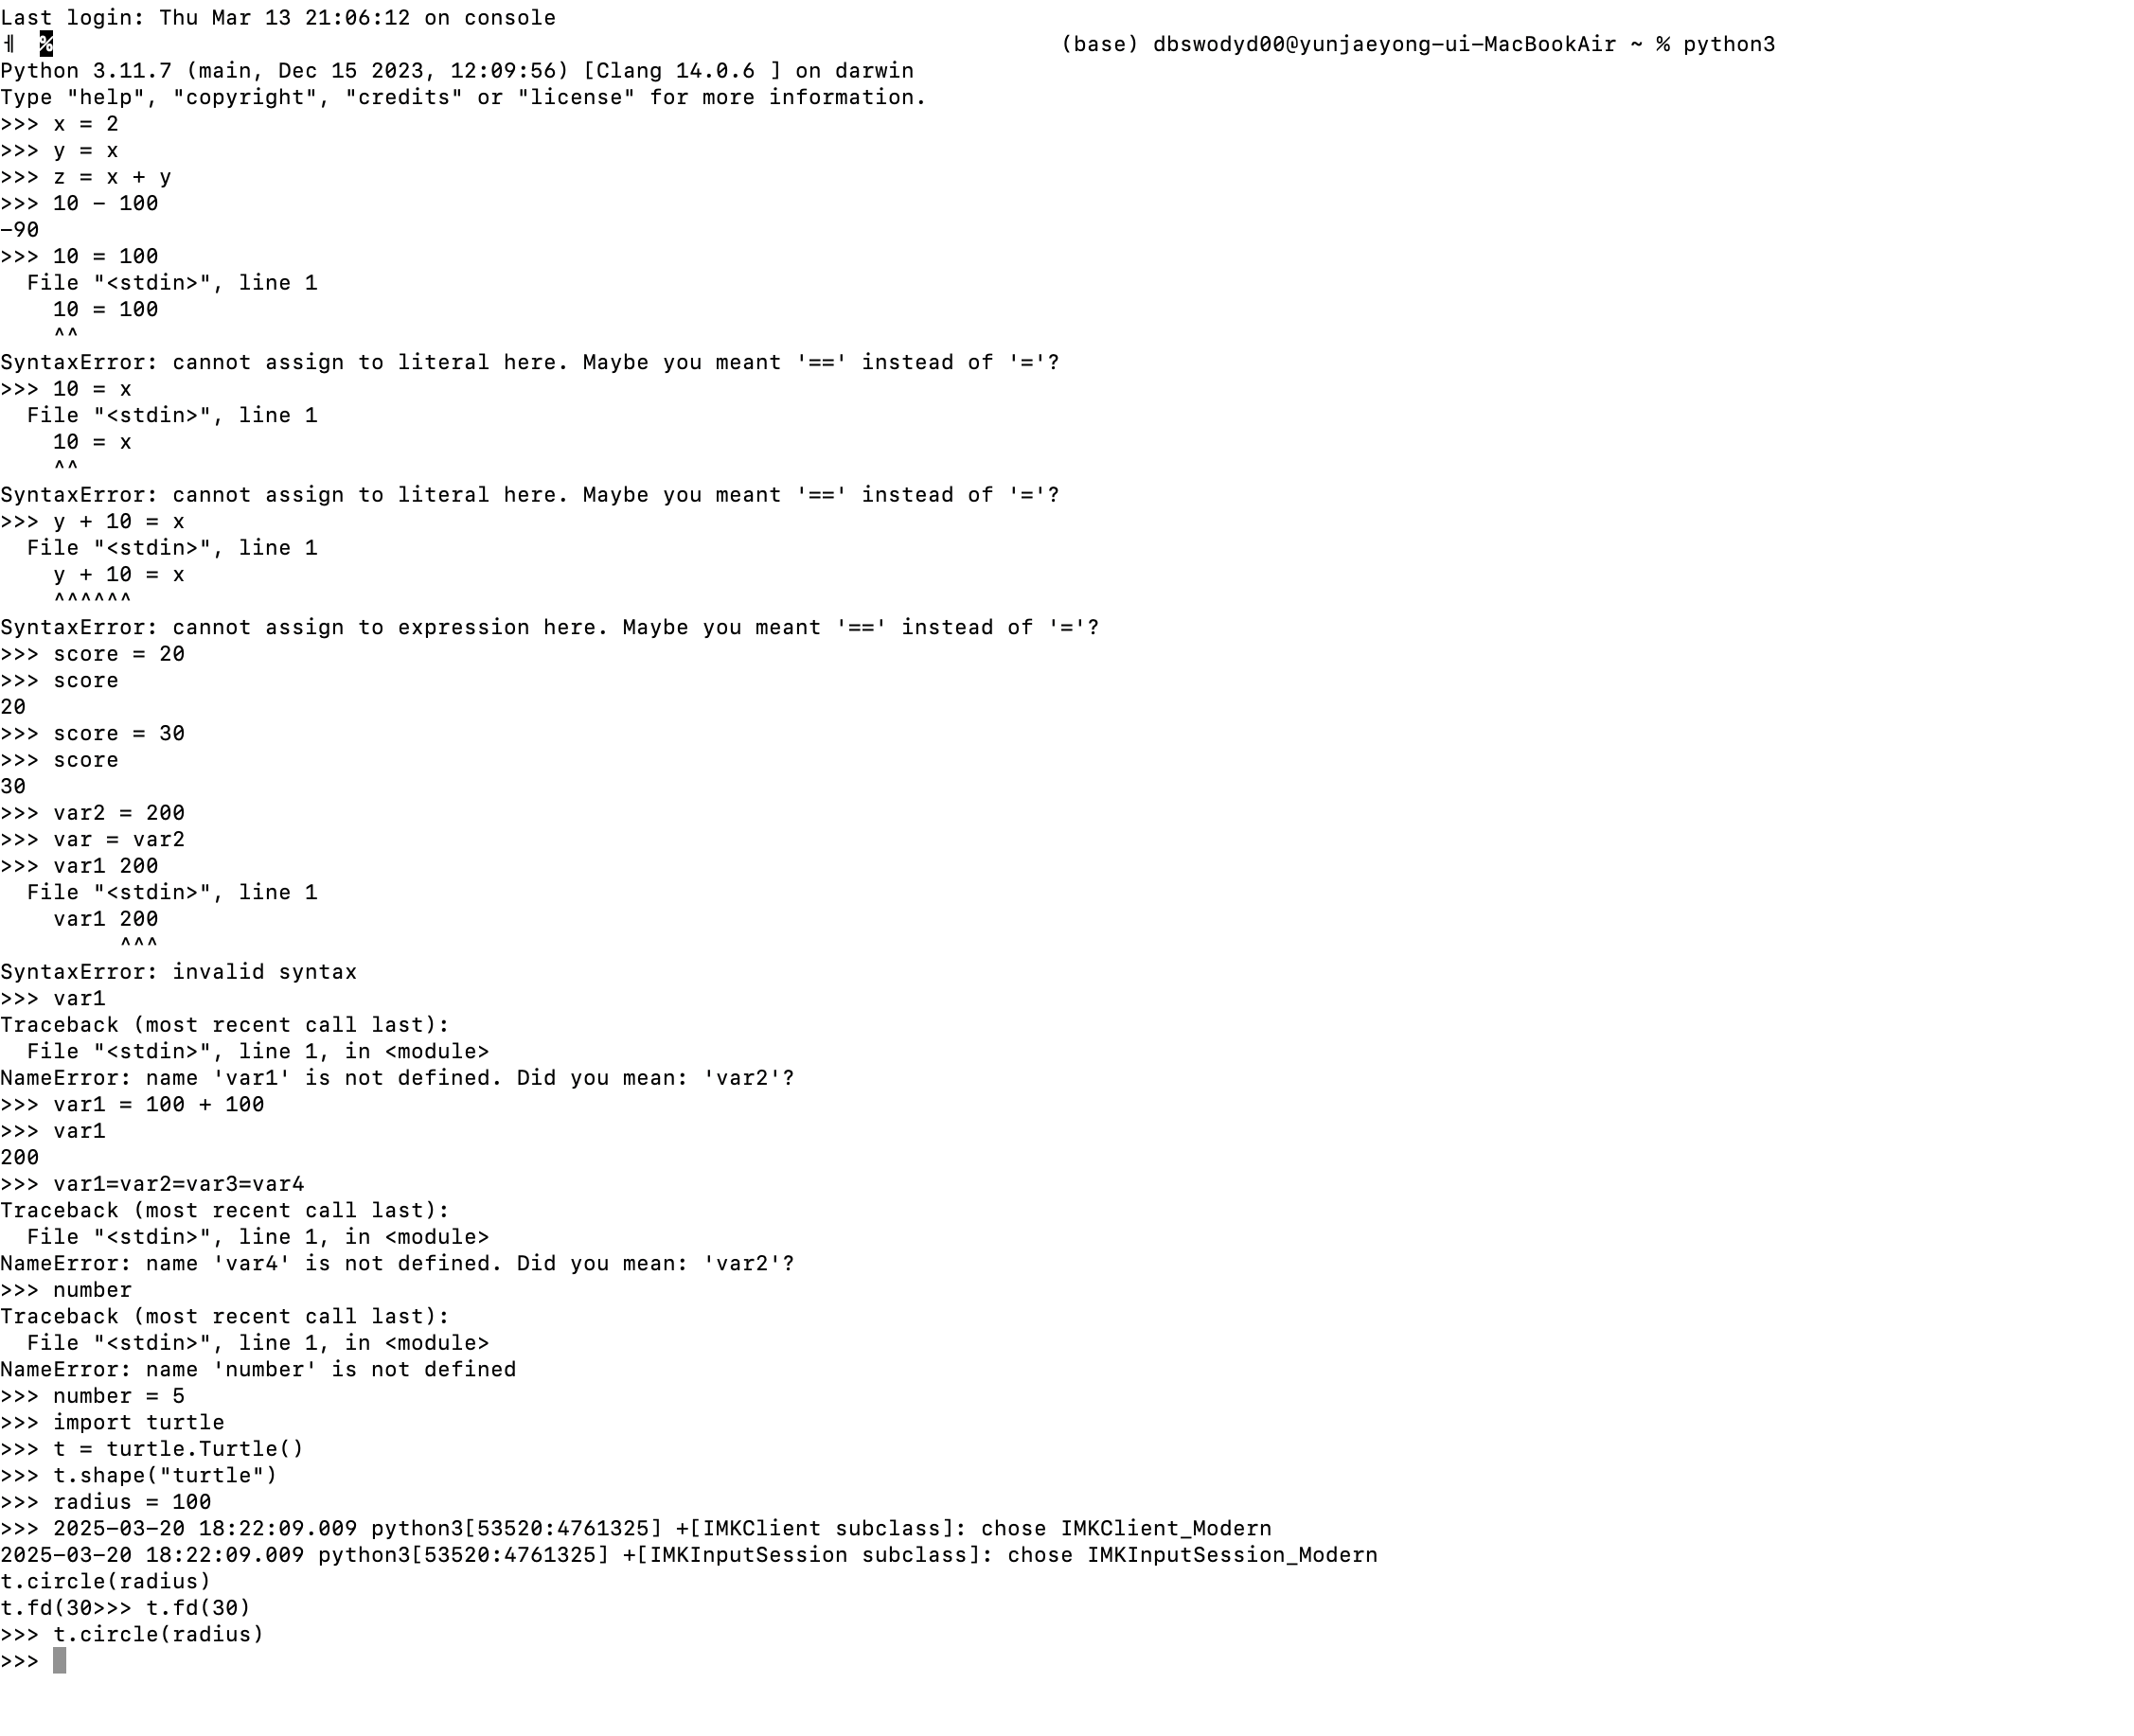 Last login: Thu Mar 13 21:06:12 on console
ㅕ  %                                                                            (base) dbswodyd00@yunjaeyong-ui-MacBookAir ~ % python3
Python 3.11.7 (main, Dec 15 2023, 12:09:56) [Clang 14.0.6 ] on darwin
Type "help", "copyright", "credits" or "license" for more information.
>>> x = 2
>>> y = x
>>> z = x + y
>>> 10 - 100
-90
>>> 10 = 100
  File "<stdin>", line 1
    10 = 100
    ^^
SyntaxError: cannot assign to literal here. Maybe you meant '==' instead of '='?
>>> 10 = x
  File "<stdin>", line 1
    10 = x
    ^^
SyntaxError: cannot assign to literal here. Maybe you meant '==' instead of '='?
>>> y + 10 = x
  File "<stdin>", line 1
    y + 10 = x
    ^^^^^^
SyntaxError: cannot assign to expression here. Maybe you meant '==' instead of '='?
>>> score = 20
>>> score
20
>>> score = 30
>>> score
30
>>> var2 = 200
>>> var = var2
>>> var1 200
  File "<stdin>", line 1
    var1 200
         ^^^
SyntaxError: invalid syntax
>>> var1
Traceback (most recent call last):
  File "<stdin>", line 1, in <module>
NameError: name 'var1' is not defined. Did you mean: 'var2'?
>>> var1 = 100 + 100
>>> var1
200
>>> var1=var2=var3=var4
Traceback (most recent call last):
  File "<stdin>", line 1, in <module>
NameError: name 'var4' is not defined. Did you mean: 'var2'?
>>> number
Traceback (most recent call last):
  File "<stdin>", line 1, in <module>
NameError: name 'number' is not defined
>>> number = 5
>>> import turtle
>>> t = turtle.Turtle()
>>> t.shape("turtle")
>>> radius = 100
>>> 2025-03-20 18:22:09.009 python3[53520:4761325] +[IMKClient subclass]: chose IMKClient_Modern
2025-03-20 18:22:09.009 python3[53520:4761325] +[IMKInputSession subclass]: chose IMKInputSession_Modern
t.circle(radius)
t.fd(30>>> t.fd(30)
>>> t.circle(radius)
>>>